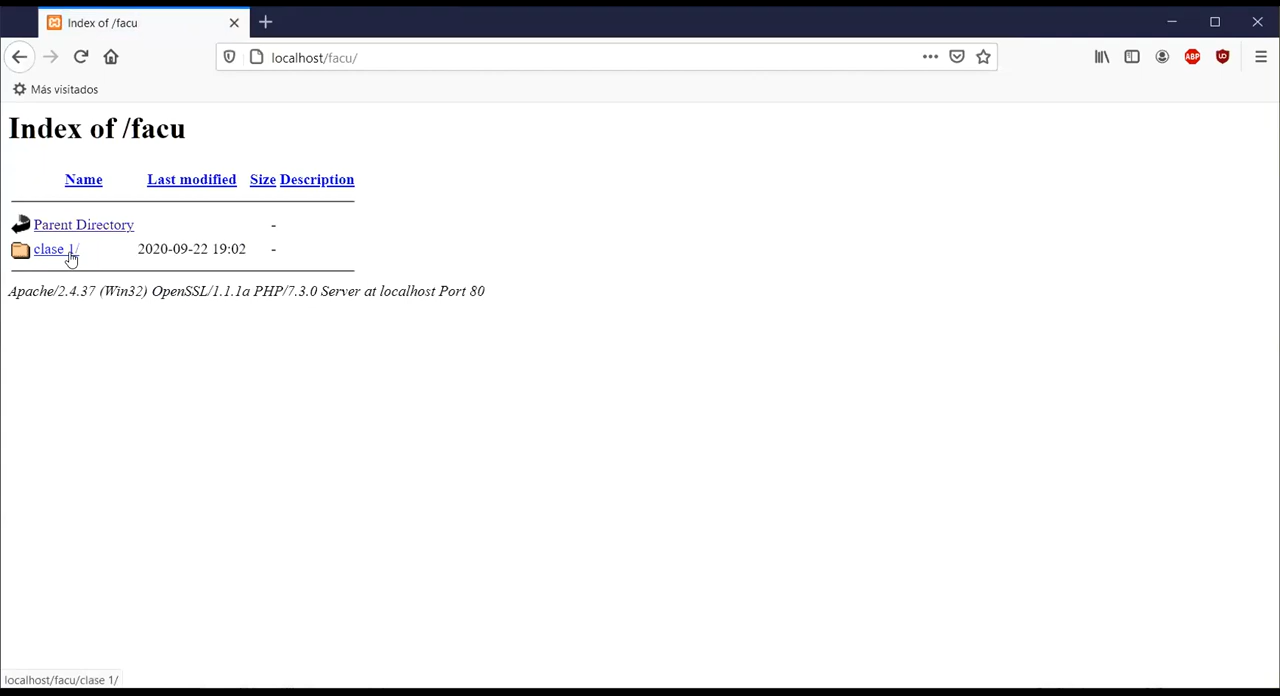 Index of /facu
localhost/facu/
Más visitados
Index of /facu
Name Last modified Size Description
Parent Directory -
clase 1/ 2020-09-22 19:02 -
Apache/2.4.37 (Win32) OpenSSL/1.1.1a PHP/7.3.0 Server at localhost Port 80
localhost/facu/clase 1/
ABP